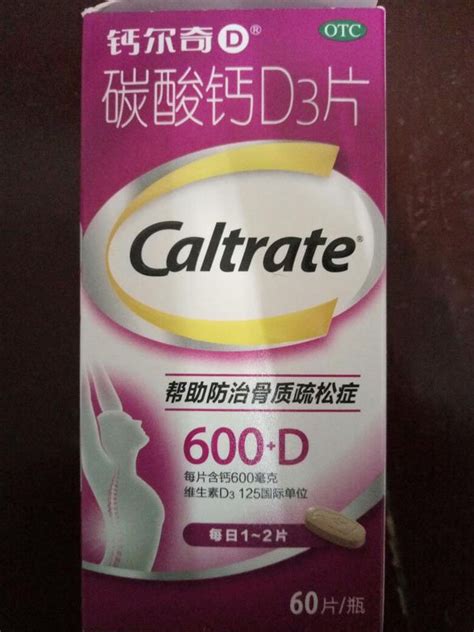 钙尔奇D®
OTC
碳酸钙D3片
Caltrate®
帮助防治骨质疏松症
600+D
每片含钙600毫克
维生素D3 125国际单位
每日1~2片
60片/瓶